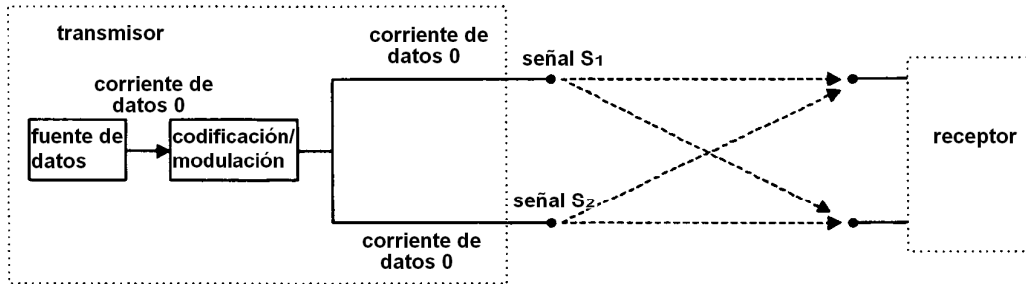 transmisor
corriente de
datos 0
señal S1
corriente de
datos 0
fuente de
datos
codificación/
modulación
receptor
señal S2
corriente de
datos 0